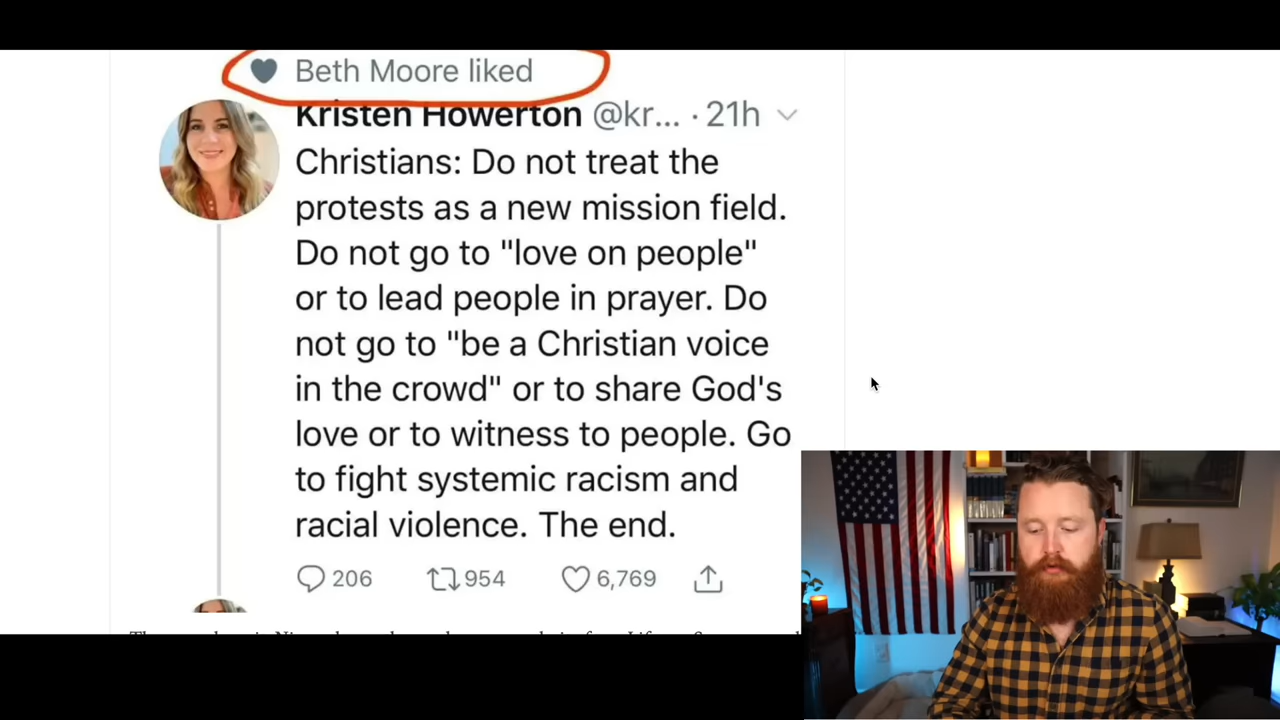 Beth Moore liked
Kristen Howerton @kr... · 21h
Christians: Do not treat the
protests as a new mission field.
Do not go to "love on people"
or to lead people in prayer. Do
not go to "be a Christian voice
in the crowd" or to share God's
love or to witness to people. Go
to fight systemic racism and
racial violence. The end.
206 954 6,769